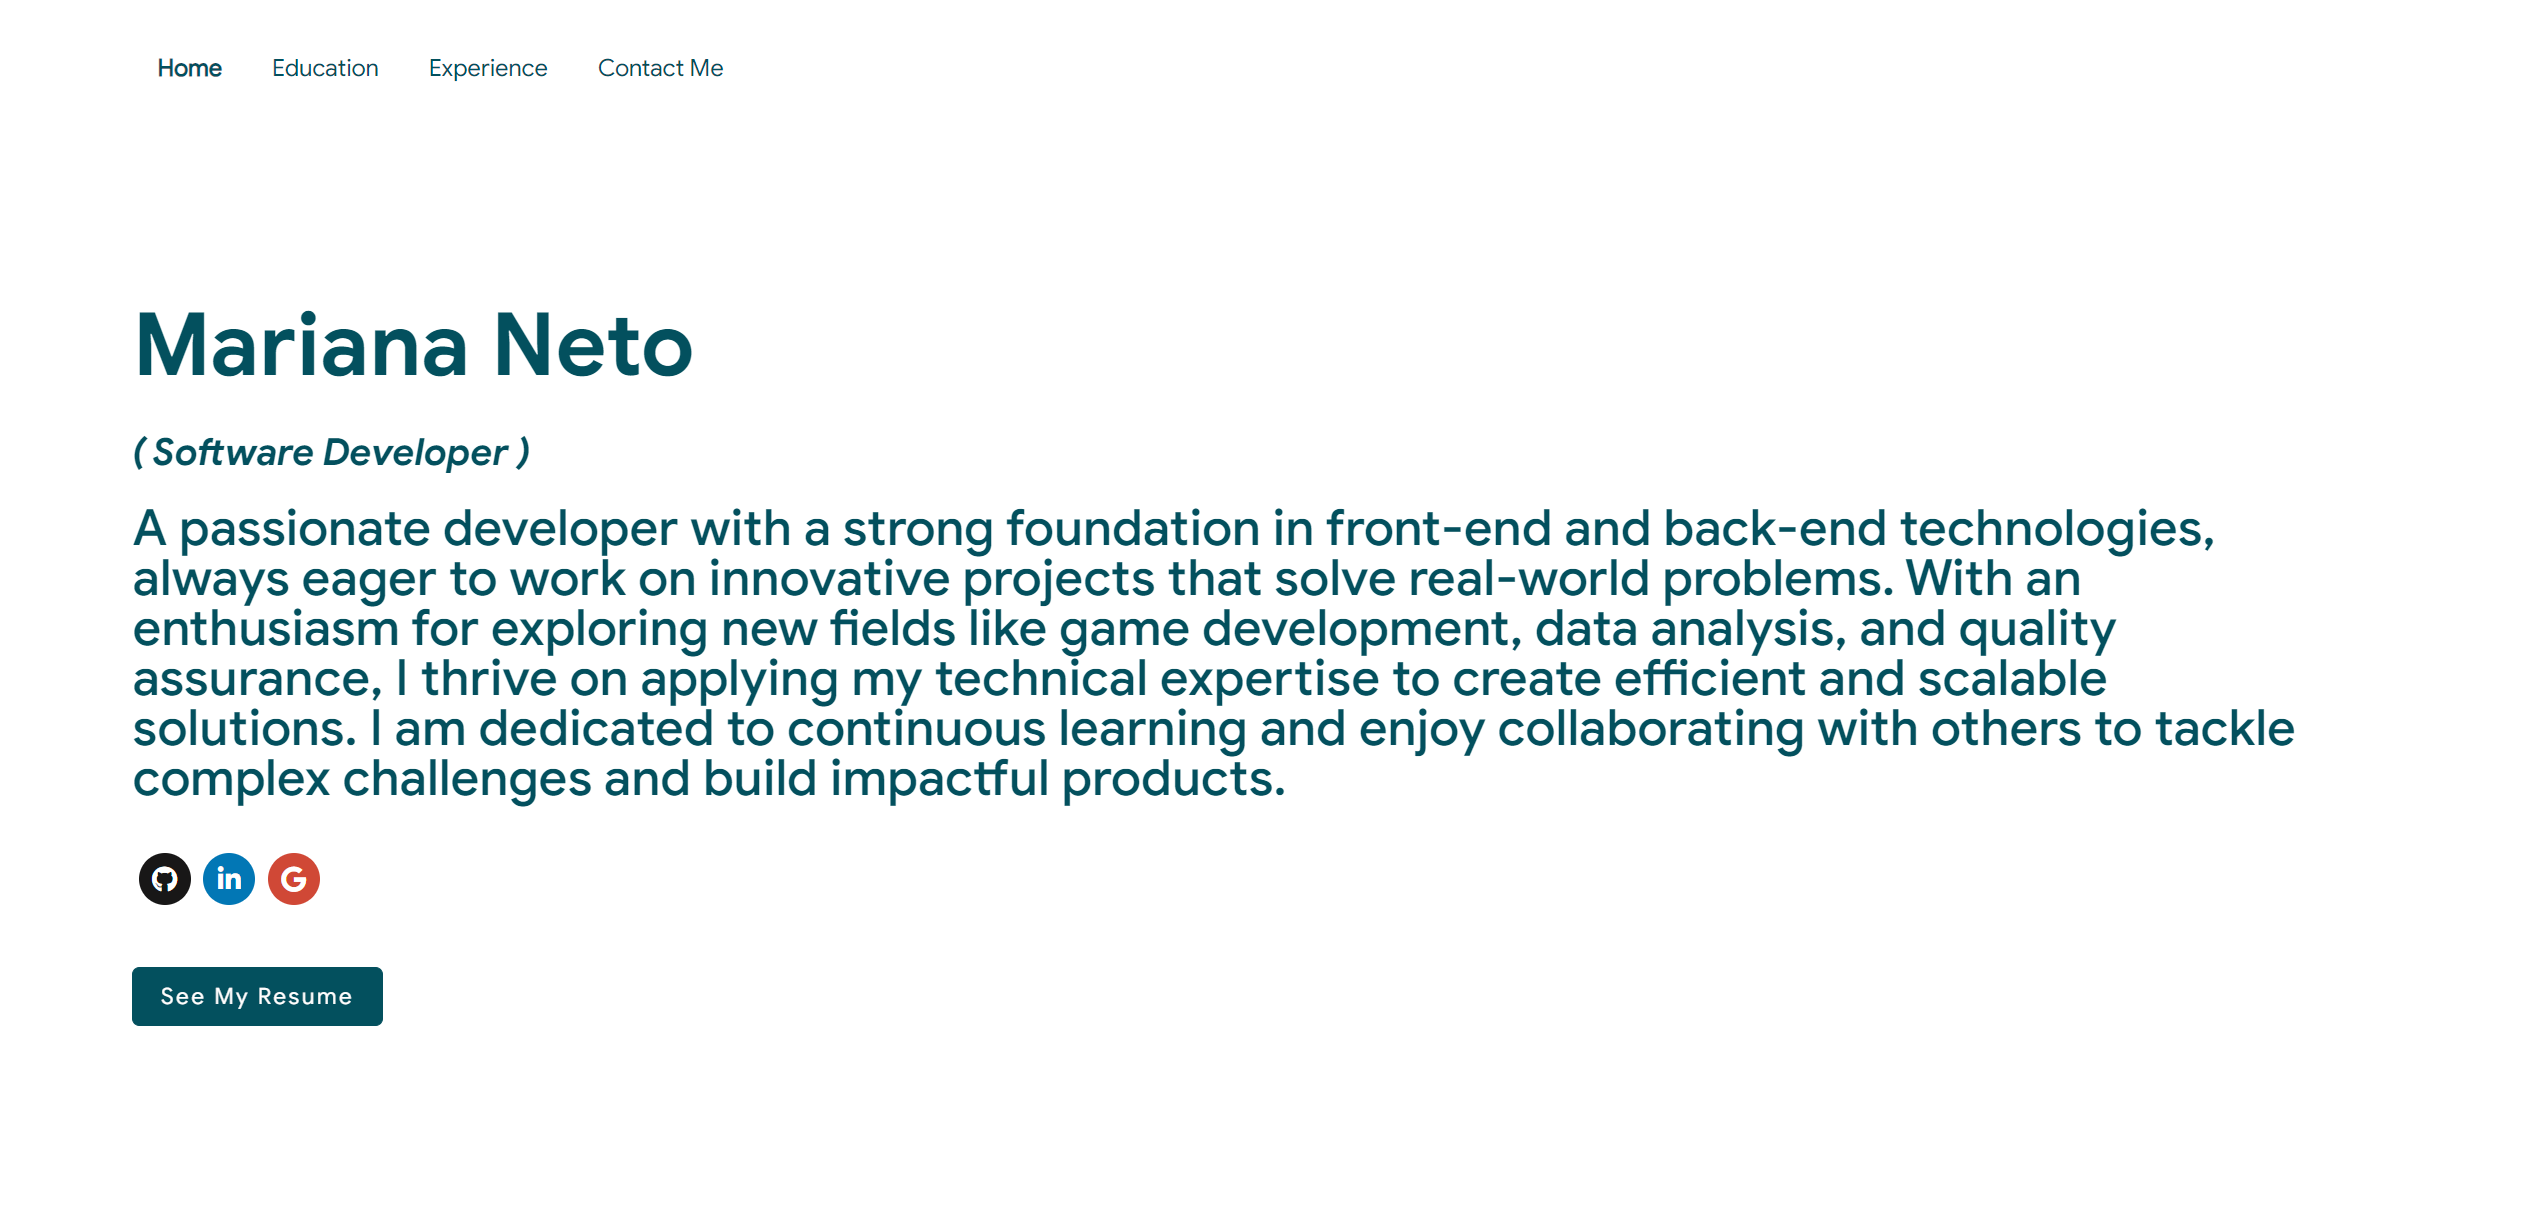 Home Education Experience Contact Me
Mariana Neto
( Software Developer )
A passionate developer with a strong foundation in front-end and back-end technologies,
always eager to work on innovative projects that solve real-world problems. With an
enthusiasm for exploring new fields like game development, data analysis, and quality
assurance, I thrive on applying my technical expertise to create efficient and scalable
solutions. I am dedicated to continuous learning and enjoy collaborating with others to tackle
complex challenges and build impactful products.
in G
See My Resume